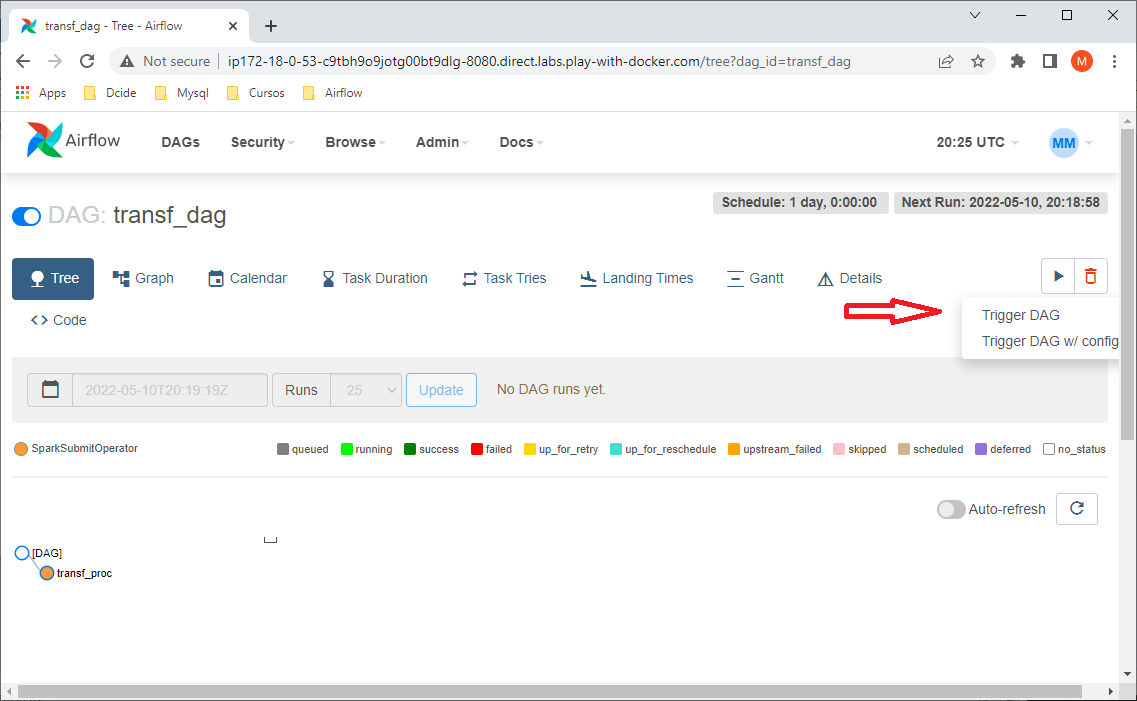 transf_dag - Tree - Airflow
Not secure ip172-18-0-53-c9tbh9o9jotg00bt9dlg-8080.direct.labs.play-with-docker.com/tree?dag_id=transf_dag M
Apps Dcide Mysql Cursos Airflow
Airflow DAGs Security Browse Admin Docs 20:25 UTC MM
Schedule: 1 day, 0:00:00 Next Run: 2022-05-10, 20:18:58
DAG: transf_dag
Tree Graph Calendar Task Duration Task Tries Landing Times Gantt Details
Code
Trigger DAG
Trigger DAG w/ config
2022-05-10T20:19:19Z Runs 25 Update No DAG runs yet.
SparkSubmitOperator queued running success failed up_for_retry up_for_reschedule upstream_failed skipped scheduled deferred no_status
Auto-refresh
[DAG]
transf_proc